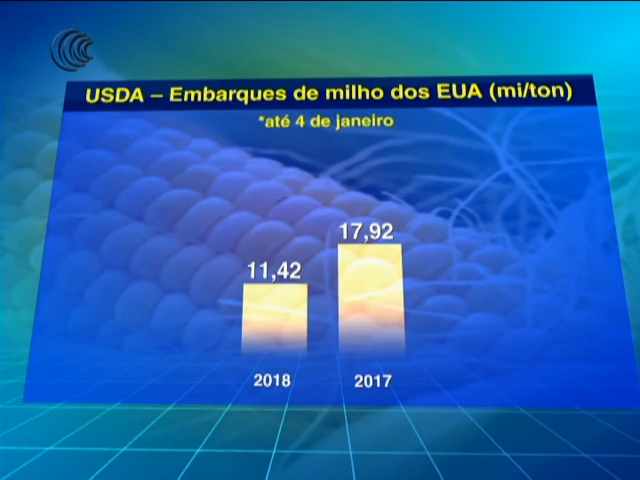 USDA – Embarques de milho dos EUA (mi/ton)
*até 4 de janeiro
17,92
11,42
2018
2017